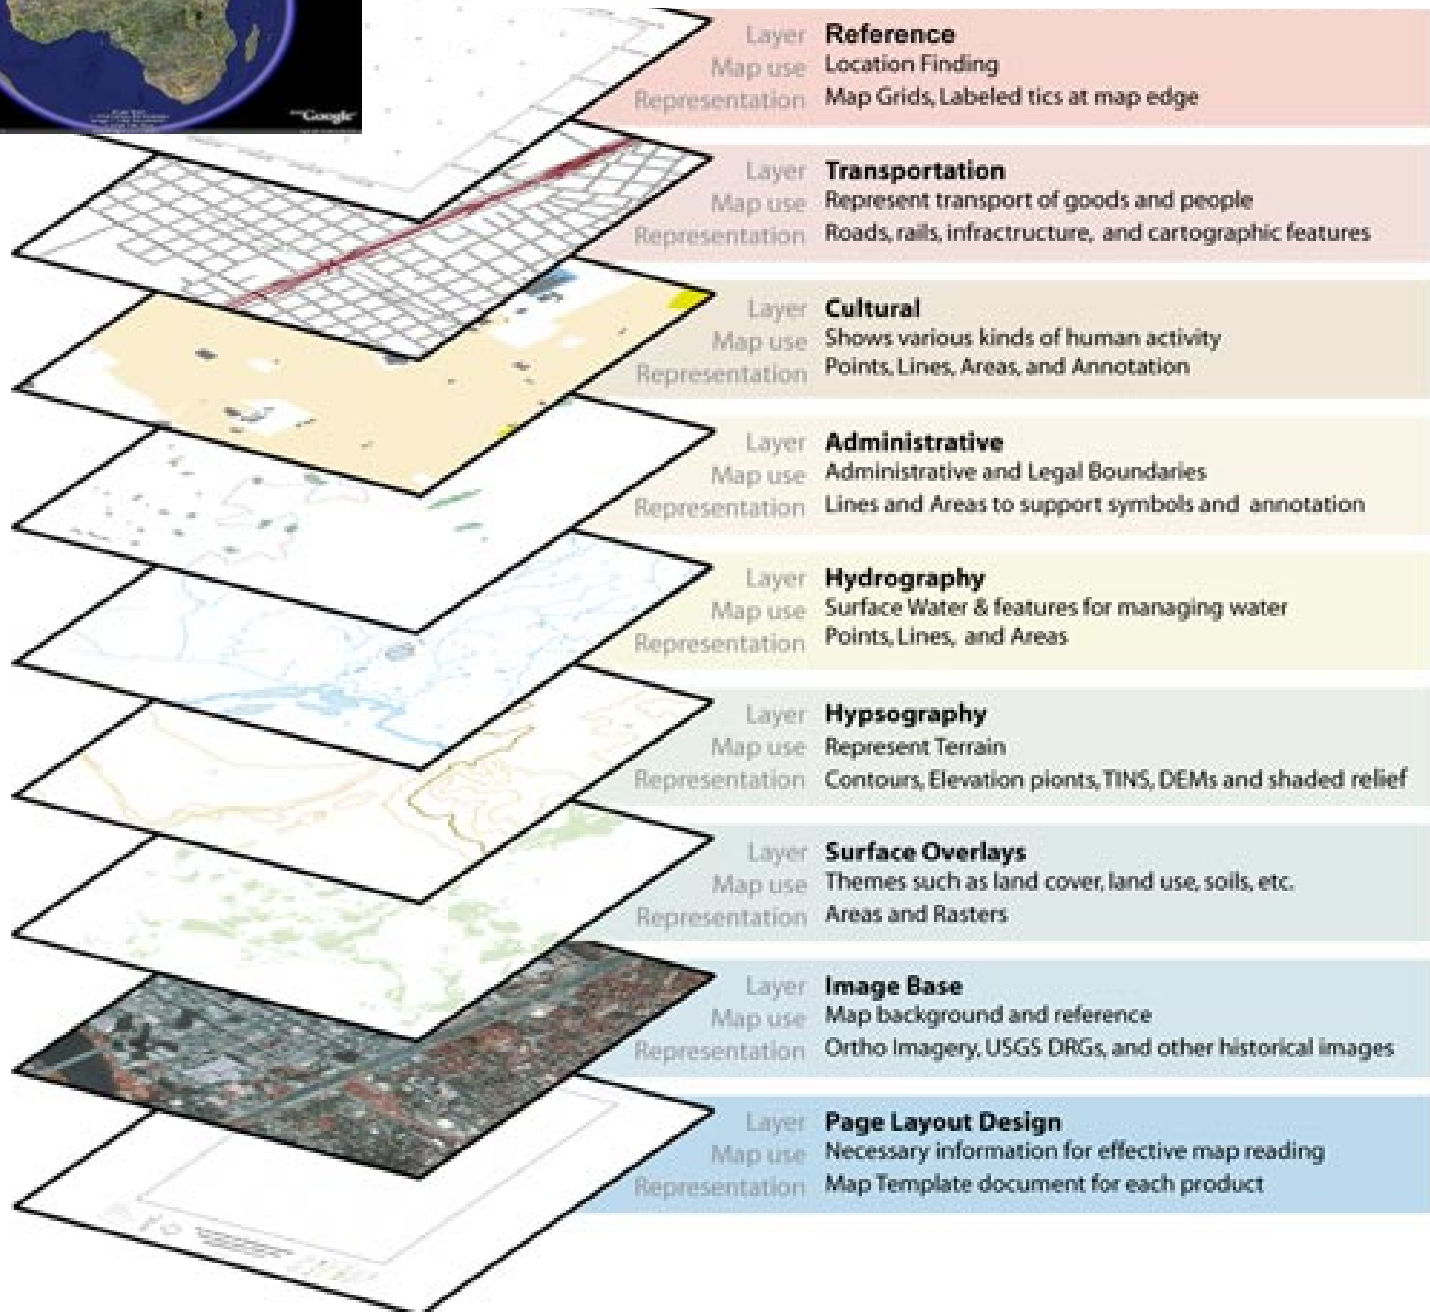 Google
Layer Reference
Map use Location Finding
Representation Map Grids, Labeled tics at map edge
Layer Transportation
Map use Represent transport of goods and people
Representation Roads, rails, infractructure, and cartographic features
Layer Cultural
Map use Shows various kinds of human activity
Representation Points, Lines, Areas, and Annotation
Layer Administrative
Map use Administrative and Legal Boundaries
Representation Lines and Areas to support symbols and annotation
Layer Hydrography
Map use Surface Water & features for managing water
Representation Points, Lines, and Areas
Layer Hypsography
Map use Represent Terrain
Representation Contours, Elevation pionts, TINS, DEMs and shaded relief
Layer Surface Overlays
Map use Themes such as land cover, land use, soils, etc.
Representation Areas and Rasters
Layer Image Base
Map use Map background and reference
Representation Ortho Imagery, USGS DRGs, and other historical images
Layer Page Layout Design
Map use Necessary information for effective map reading
Representation Map Template document for each product